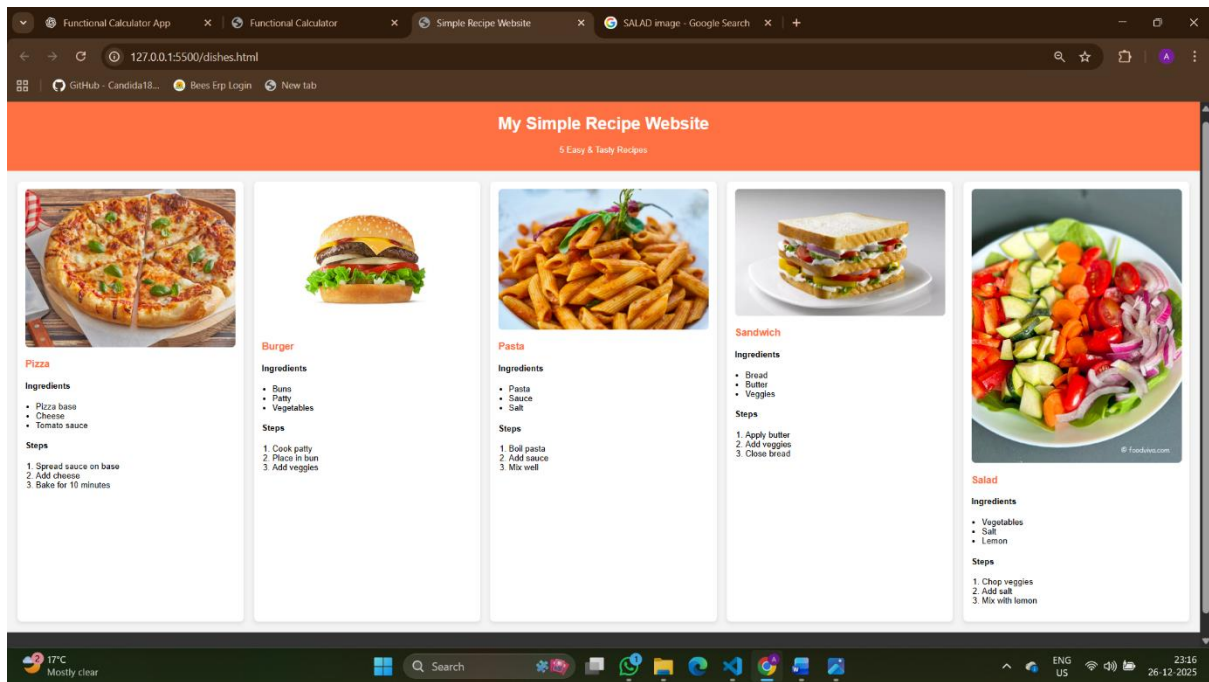 Functional Calculator App
Functional Calculator
Simple Recipe Website
SALAD image - Google Search
127.0.0.1:5500/dishes.html
A
GitHub - Candida18...
Bees Erp Login
New tab
My Simple Recipe Website
5 Easy & Tasty Recipes
Pizza
Ingredients
• Pizza base
• Cheese
• Tomato sauce
Steps
1. Spread sauce on base
2. Add cheese
3. Bake for 10 minutes
Burger
Ingredients
• Buns
• Patty
• Vegetables
Steps
1. Cook patty
2. Place in bun
3. Add veggies
Pasta
Ingredients
• Pasta
• Sauce
• Salt
Steps
1. Boil pasta
2. Add sauce
3. Mix well
Sandwich
Ingredients
• Bread
• Butter
• Veggies
Steps
1. Apply butter
2. Add veggies
3. Close bread
© foodviva.com
Salad
Ingredients
• Vegetables
• Salt
• Lemon
Steps
1. Chop veggies
2. Add salt
3. Mix with lemon
2
17°C
Mostly clear
Search
ENG
US
23:16
26-12-2025